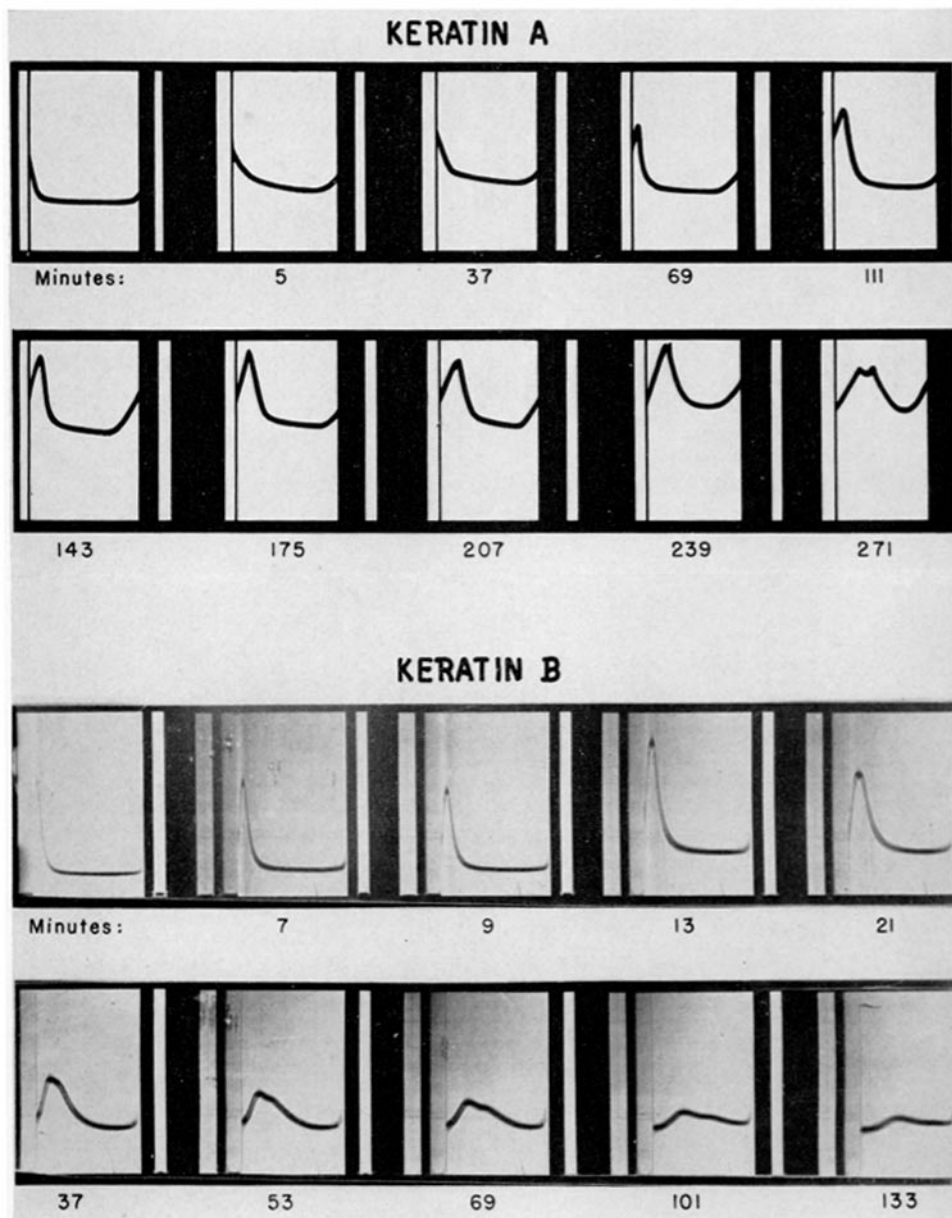 KERATIN A
Minutes: 5 37 69 111
143 175 207 239 271
KERATIN B
Minutes: 7 9 13 21
37 53 69 101 133